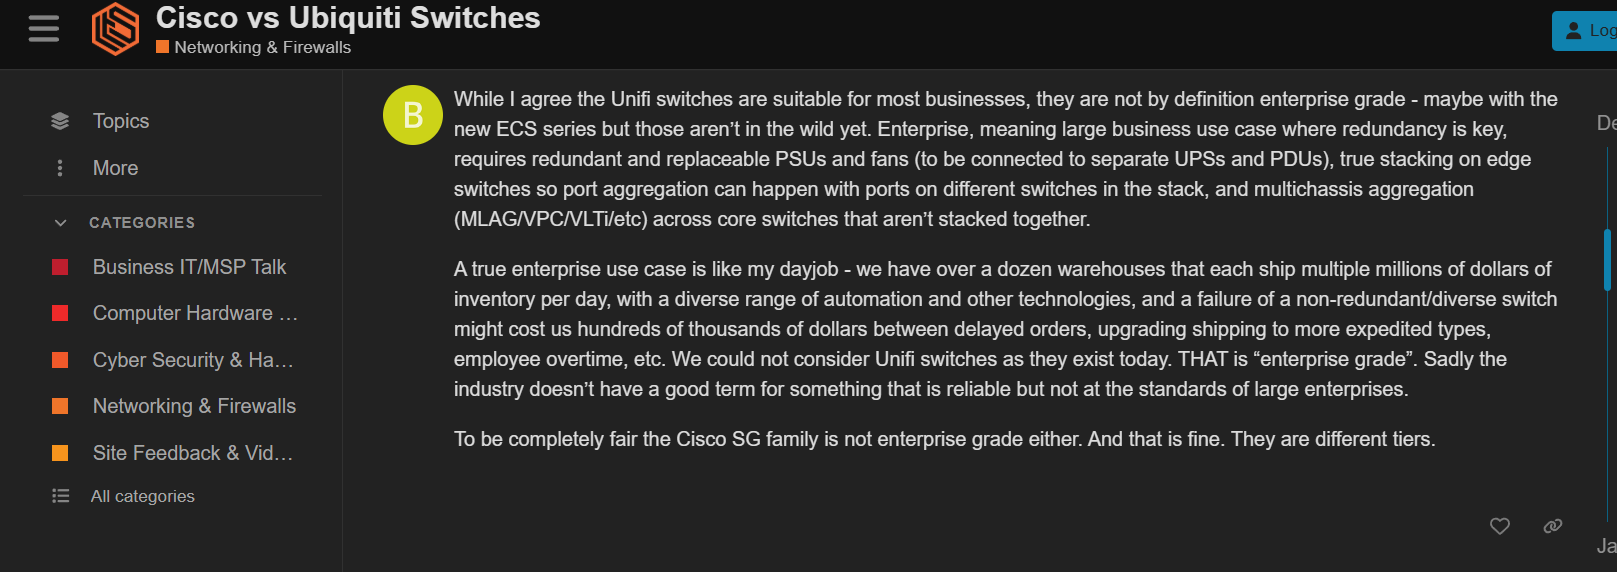 Cisco vs Ubiquiti Switches
Networking & Firewalls
Log
Topics
More
CATEGORIES
Business IT/MSP Talk
Computer Hardware …
Cyber Security & Ha…
Networking & Firewalls
Site Feedback & Vid…
All categories
B
While I agree the Unifi switches are suitable for most businesses, they are not by definition enterprise grade - maybe with the
new ECS series but those aren’t in the wild yet. Enterprise, meaning large business use case where redundancy is key,
requires redundant and replaceable PSUs and fans (to be connected to separate UPSs and PDUs), true stacking on edge
switches so port aggregation can happen with ports on different switches in the stack, and multichassis aggregation
(MLAG/VPC/VLTi/etc) across core switches that aren’t stacked together.
A true enterprise use case is like my dayjob - we have over a dozen warehouses that each ship multiple millions of dollars of
inventory per day, with a diverse range of automation and other technologies, and a failure of a non-redundant/diverse switch
might cost us hundreds of thousands of dollars between delayed orders, upgrading shipping to more expedited types,
employee overtime, etc. We could not consider Unifi switches as they exist today. THAT is “enterprise grade”. Sadly the
industry doesn’t have a good term for something that is reliable but not at the standards of large enterprises.
To be completely fair the Cisco SG family is not enterprise grade either. And that is fine. They are different tiers.
De
Ja